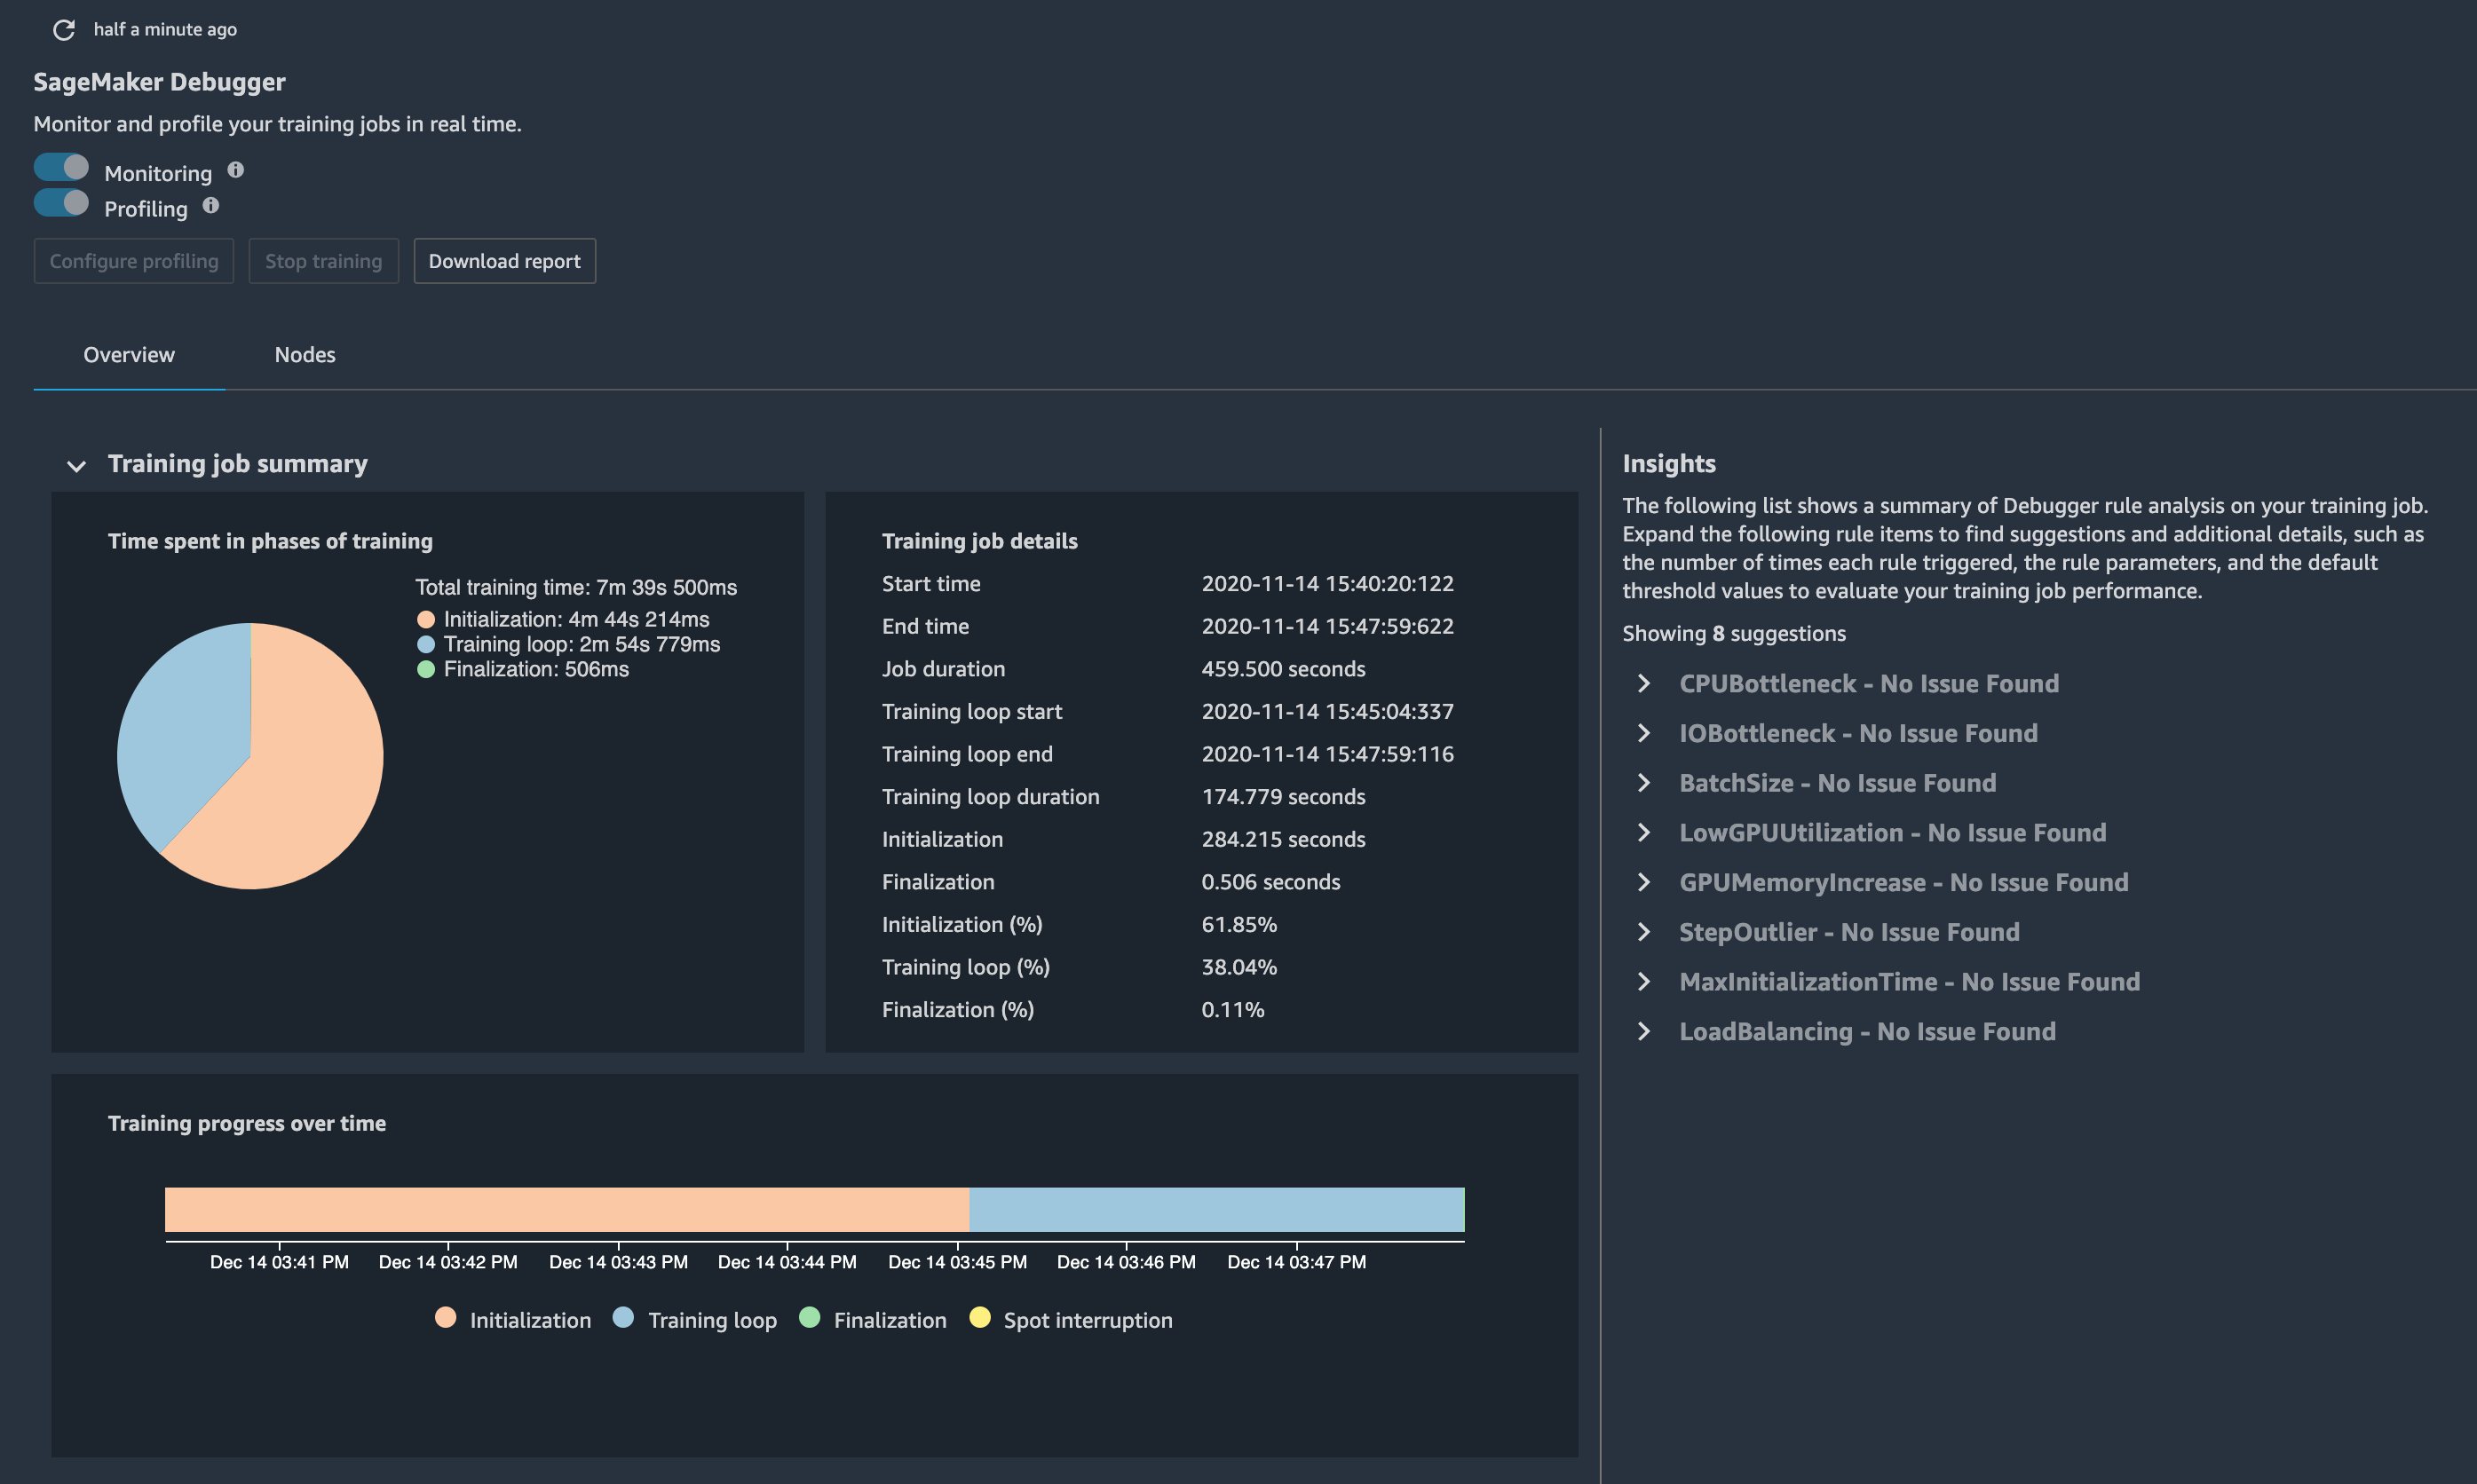 half a minute ago
SageMaker Debugger
Monitor and profile your training jobs in real time.
Monitoring
Profiling
Configure profiling Stop training Download report
Overview Nodes
Training job summary
Time spent in phases of training
Total training time: 7m 39s 500ms
Initialization: 4m 44s 214ms
Training loop: 2m 54s 779ms
Finalization: 506ms
Training job details
Start time 2020-11-14 15:40:20:122
End time 2020-11-14 15:47:59:622
Job duration 459.500 seconds
Training loop start 2020-11-14 15:45:04:337
Training loop end 2020-11-14 15:47:59:116
Training loop duration 174.779 seconds
Initialization 284.215 seconds
Finalization 0.506 seconds
Initialization (%) 61.85%
Training loop (%) 38.04%
Finalization (%) 0.11%
Training progress over time
Dec 14 03:41 PM Dec 14 03:42 PM Dec 14 03:43 PM Dec 14 03:44 PM Dec 14 03:45 PM Dec 14 03:46 PM Dec 14 03:47 PM
Initialization Training loop Finalization Spot interruption
Insights
The following list shows a summary of Debugger rule analysis on your training job.
Expand the following rule items to find suggestions and additional details, such as
the number of times each rule triggered, the rule parameters, and the default
threshold values to evaluate your training job performance.
Showing 8 suggestions
CPUBottleneck - No Issue Found
IOBottleneck - No Issue Found
BatchSize - No Issue Found
LowGPUUtilization - No Issue Found
GPUMemoryIncrease - No Issue Found
StepOutlier - No Issue Found
MaxInitializationTime - No Issue Found
LoadBalancing - No Issue Found